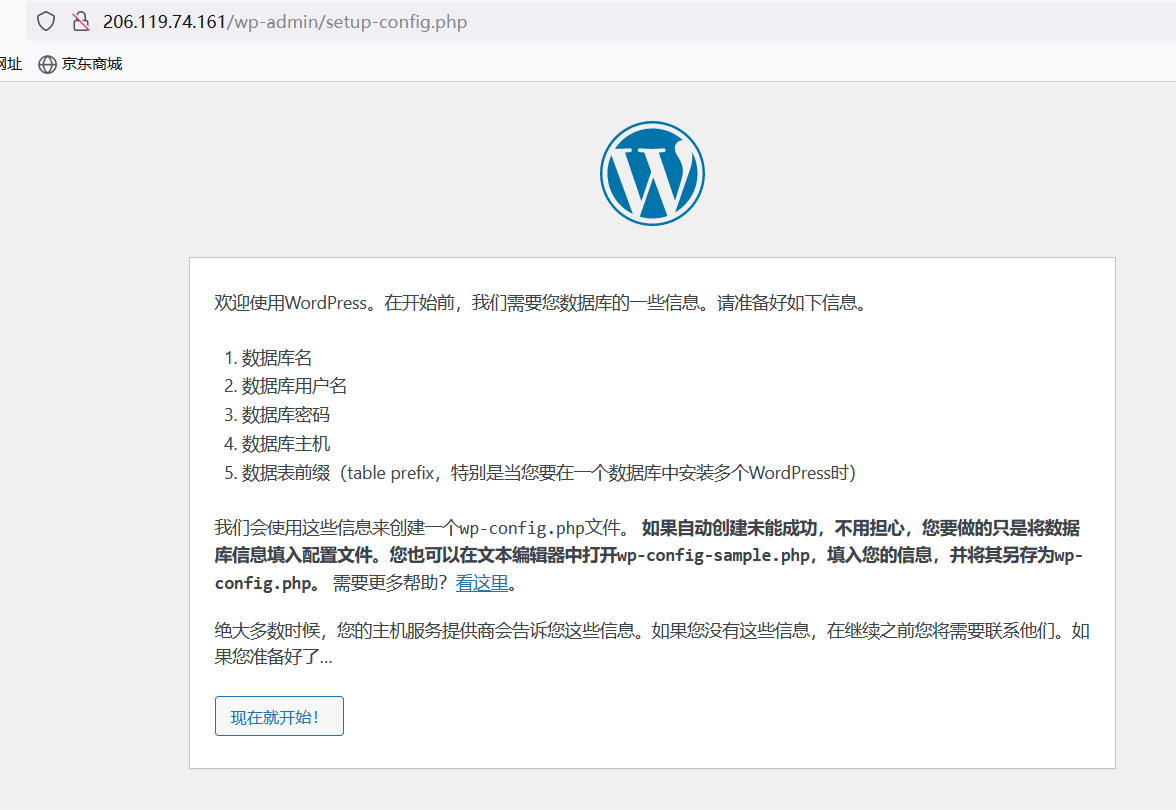 206.119.74.161/wp-admin/setup-config.php
网址 京东商城
欢迎使用WordPress。在开始前，我们需要您数据库的一些信息。请准备好如下信息。
1. 数据库名
2. 数据库用户名
3. 数据库密码
4. 数据库主机
5. 数据表前缀（table prefix，特别是当您要在一个数据库中安装多个WordPress时）
我们会使用这些信息来创建一个wp-config.php文件。 如果自动创建未能成功，不用担心，您要做的只是将数据
库信息填入配置文件。您也可以在文本编辑器中打开wp-config-sample.php，填入您的信息，并将其另存为wp-
config.php。 需要更多帮助？看这里。
绝大多数时候，您的主机服务提供商会告诉您这些信息。如果您没有这些信息，在继续之前您将需要联系他们。如
果您准备好了…
现在就开始！